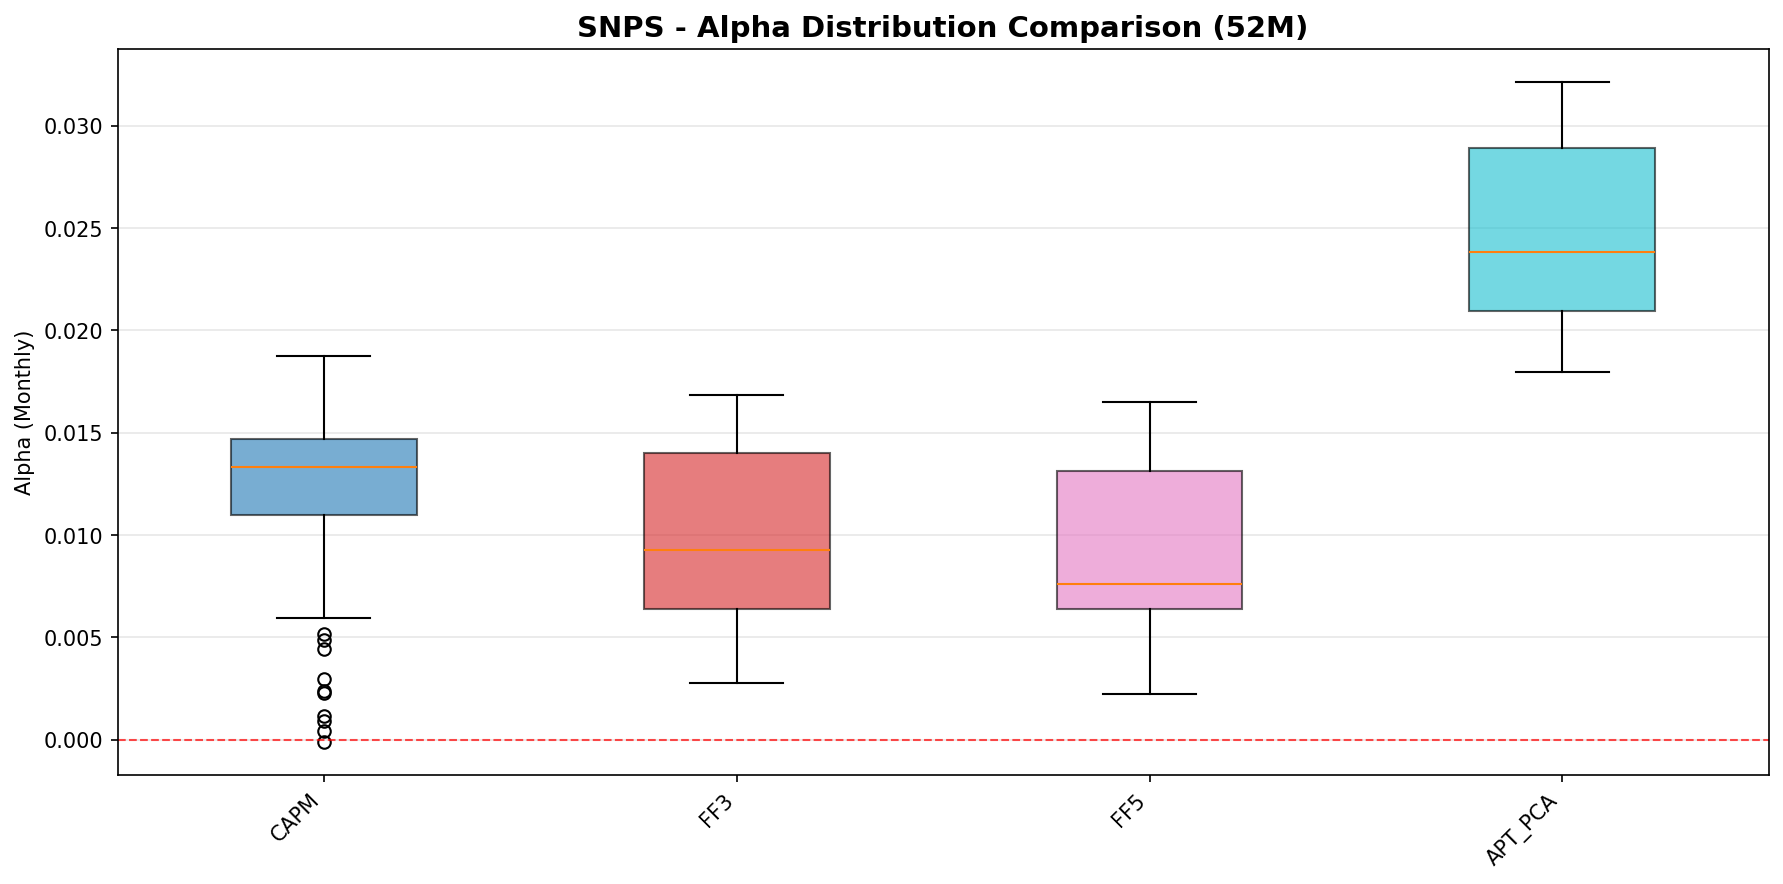 SNPS - Alpha Distribution Comparison (52M)
Alpha (Monthly)
0.030
0.025
0.020
0.015
0.010
0.005
0.000
CAPM
FF3
FF5
APT_PCA